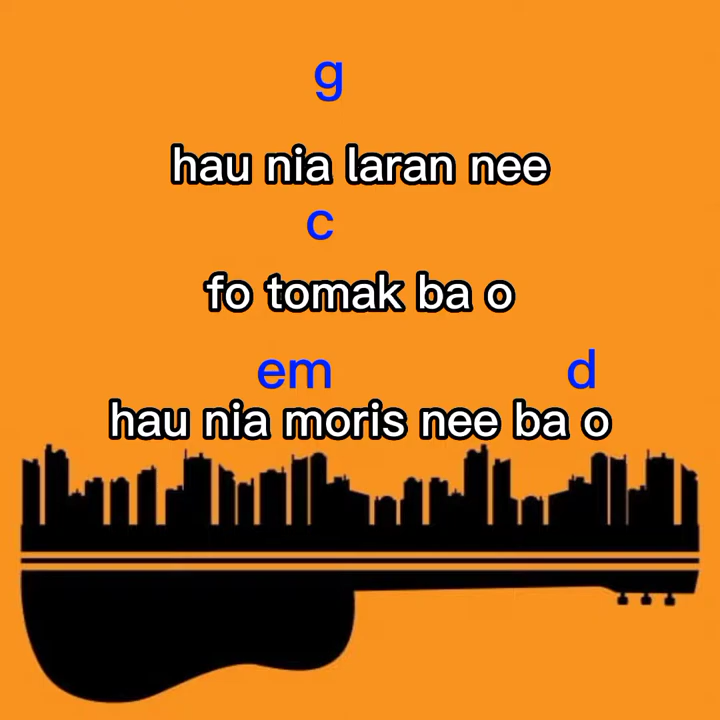 g
hau nia laran nee
c
fo tomak ba o
em d
hau nia moris nee ba o